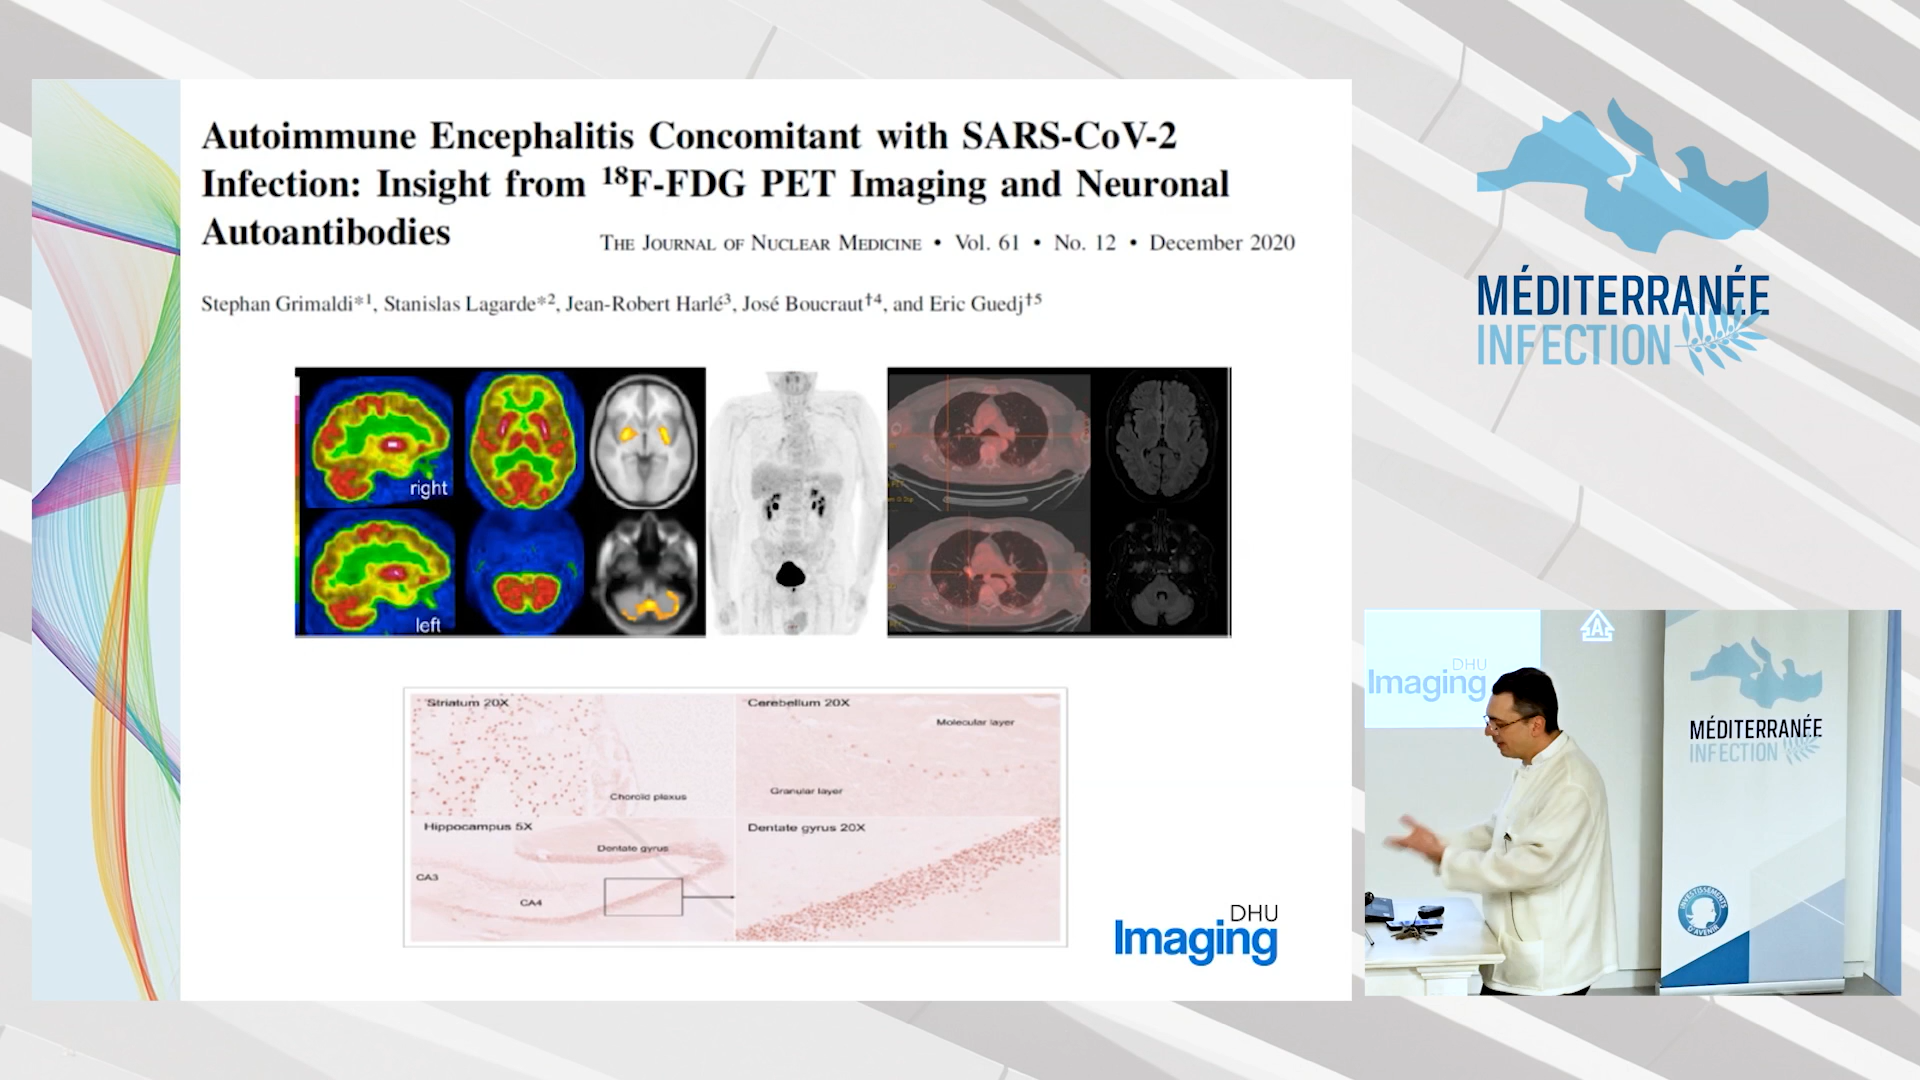 Autoimmune Encephalitis Concomitant with SARS-CoV-2
Infection: Insight from ¹⁸F-FDG PET Imaging and Neuronal
Autoantibodies
THE JOURNAL OF NUCLEAR MEDICINE • Vol. 61 • No. 12 • December 2020
Stephan Grimaldi*¹, Stanislas Lagarde*², Jean-Robert Harlé³, José Boucraut†⁴, and Eric Guedj†⁵
right
left
Striatum 20X
Choroid plexus
Cerebellum 20X
Molecular layer
Granular layer
Hippocampus 5X
Dentate gyrus
CA3
CA4
Dentate gyrus 20X
DHU
Imaging
MÉDITERRANÉE
INFECTION
A
DHU
Imaging
MÉDITERRANÉE
INFECTION
INVESTISSEMENTS
D'AVENIR